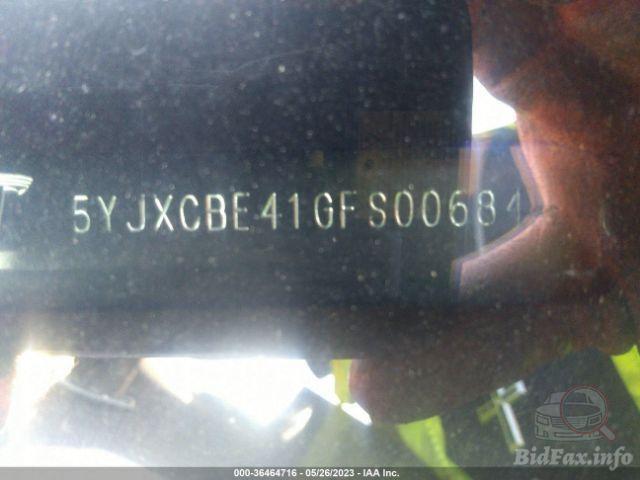 5YJXCBE41GFS00684
BidFax.info
000-36464716 - 05/26/2023 - IAA Inc.